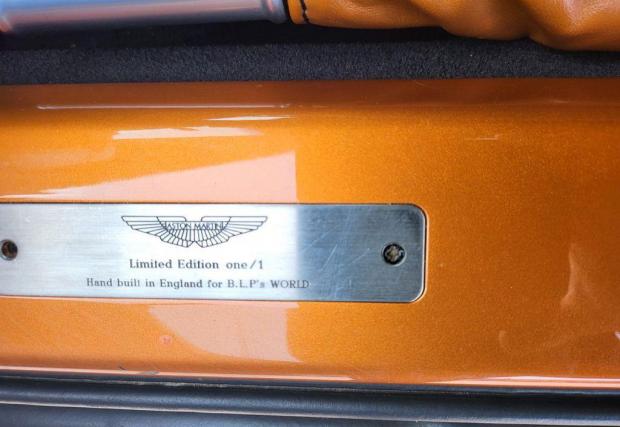 ASTON MARTIN
Limited Edition one/1
Hand built in England for B.L.P's WORLD